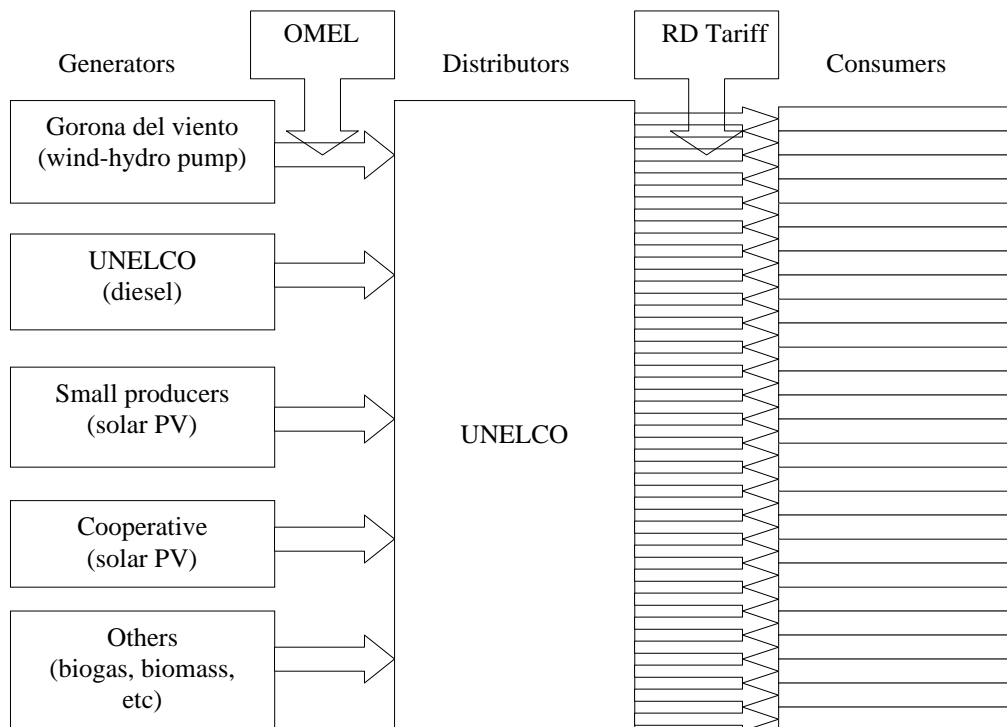 OMEL
RD Tariff
Generators
Distributors
Consumers
Gorona del viento
(wind-hydro pump)
UNELCO
(diesel)
Small producers
(solar PV)
UNELCO
Cooperative
(solar PV)
Others
(biogas, biomass,
etc)